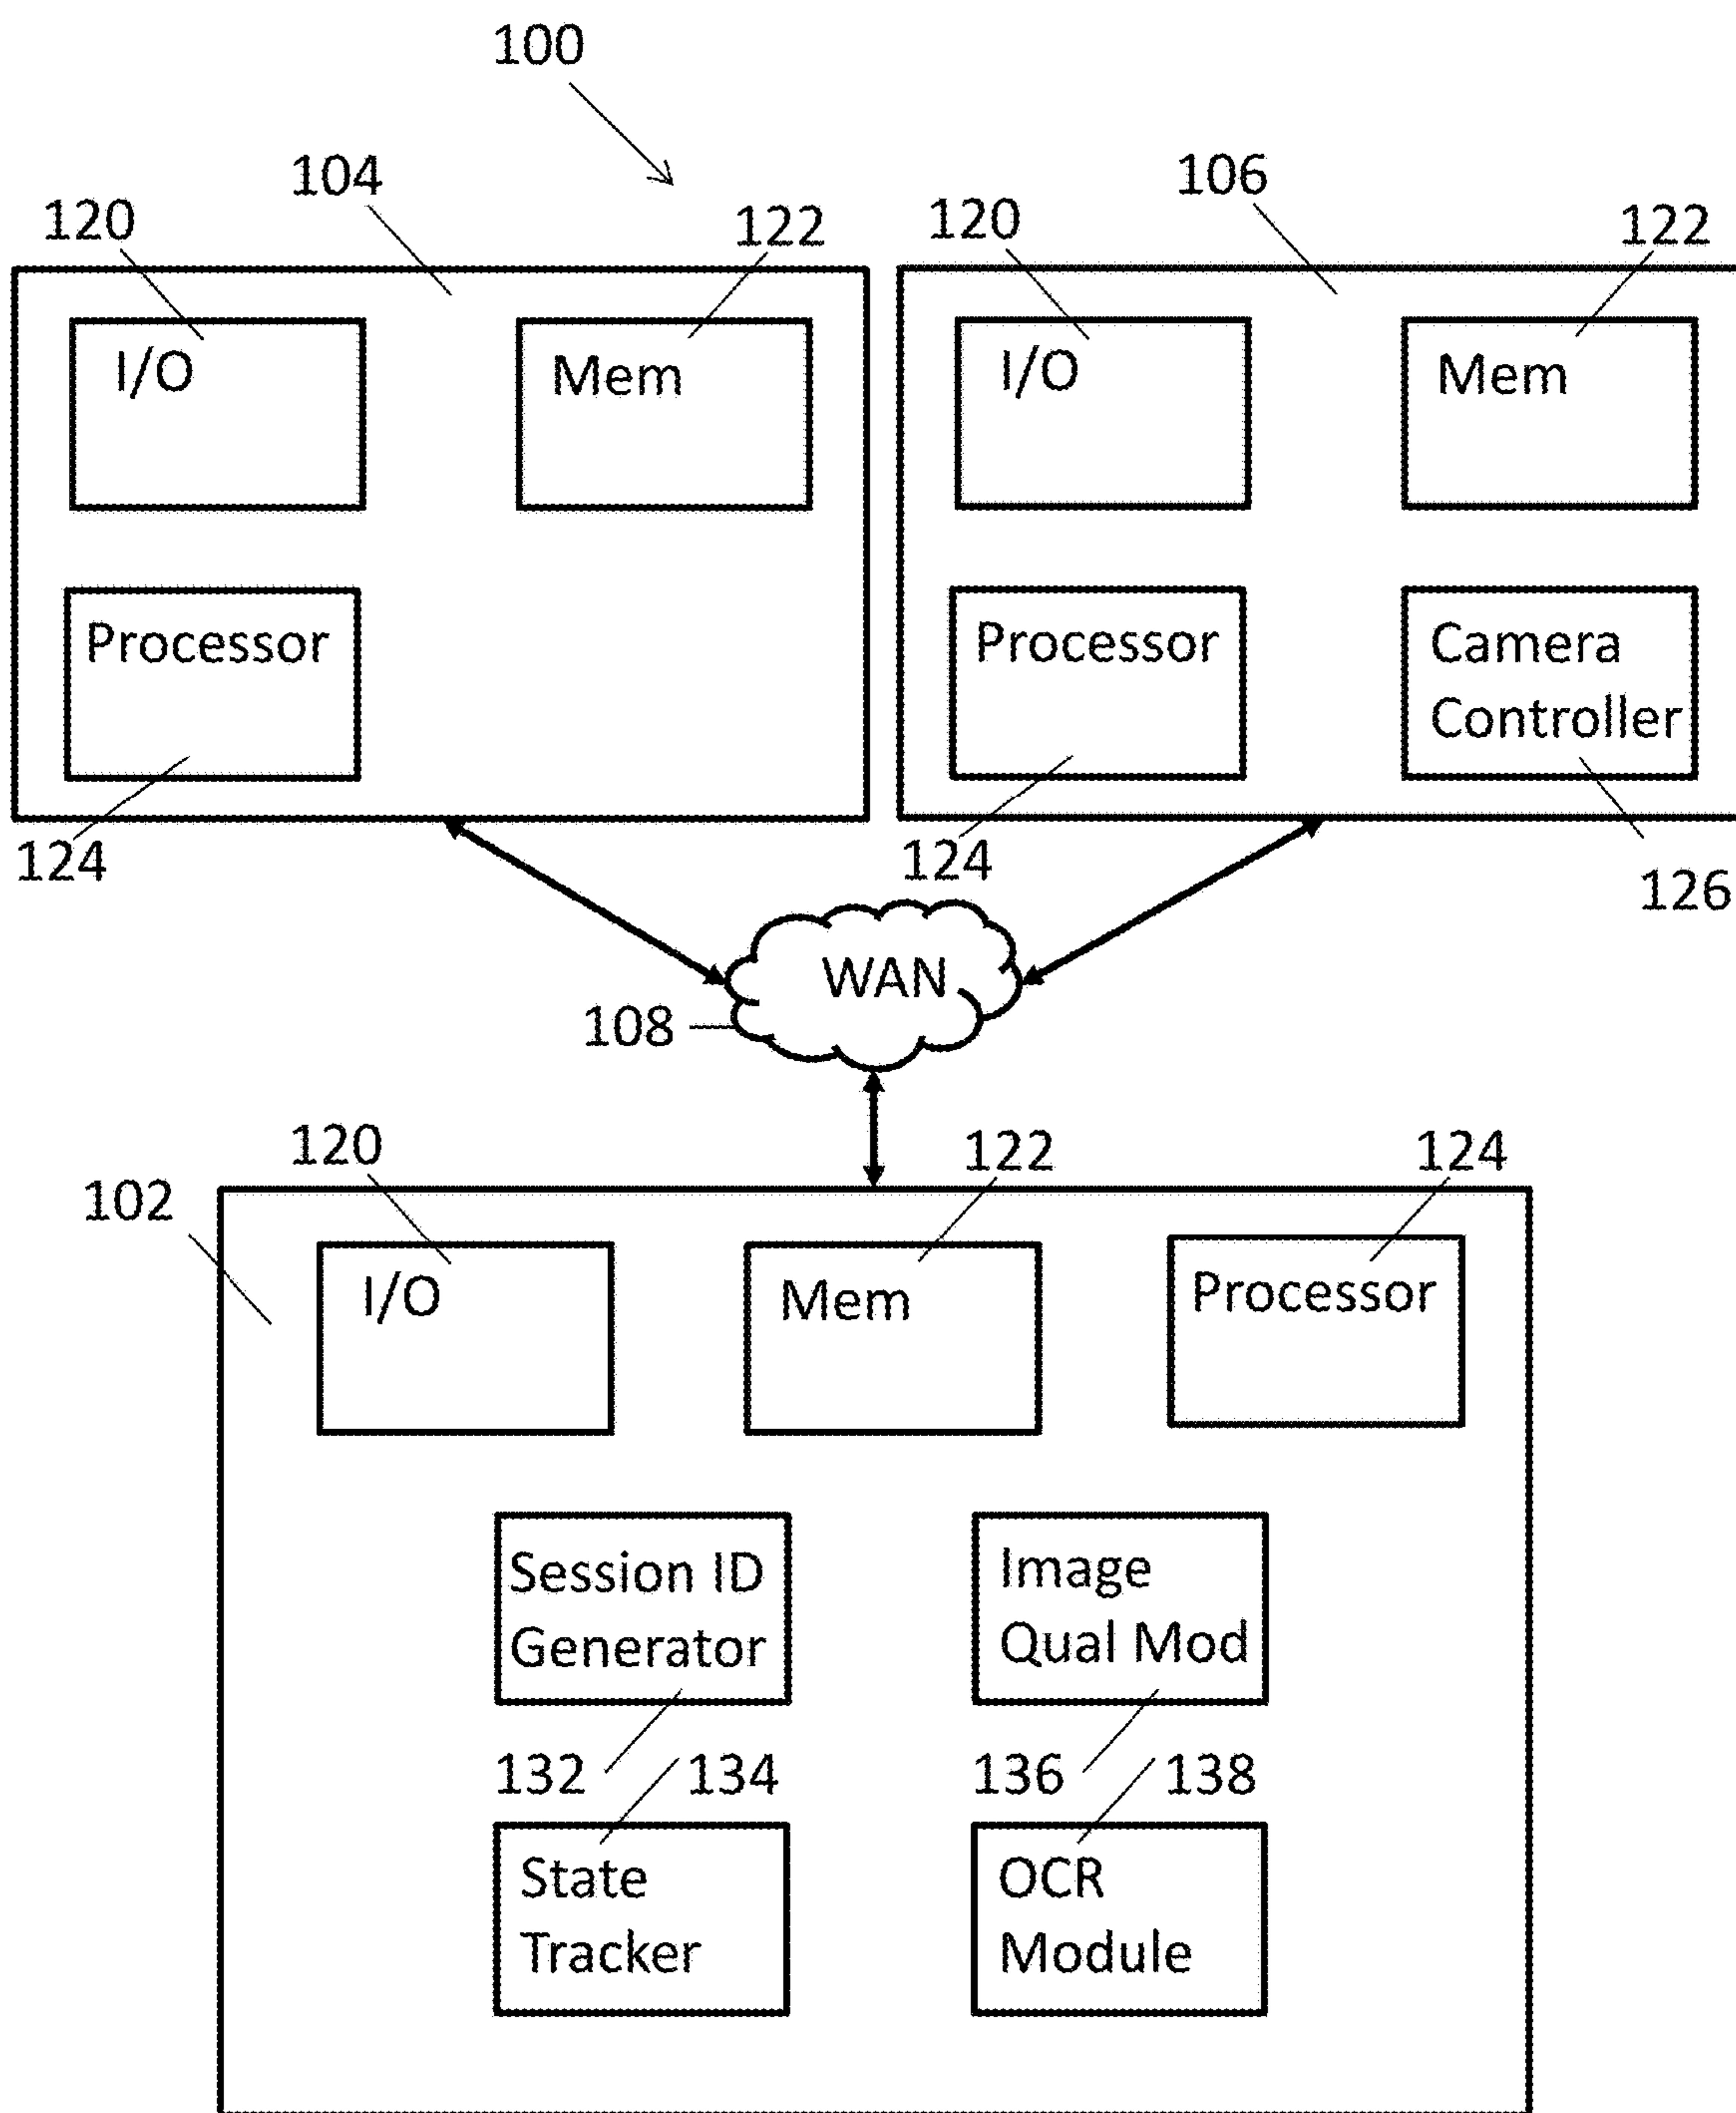 100
104
106
120
122
120
122
I/O
Mem
I/O
Mem
Processor
Processor
Camera
Controller
124
124
126
WAN
108
120
122
124
102
I/O
Mem
Processor
Session ID
Generator
Image
Qual Mod
132
134
136
138
State
Tracker
OCR
Module